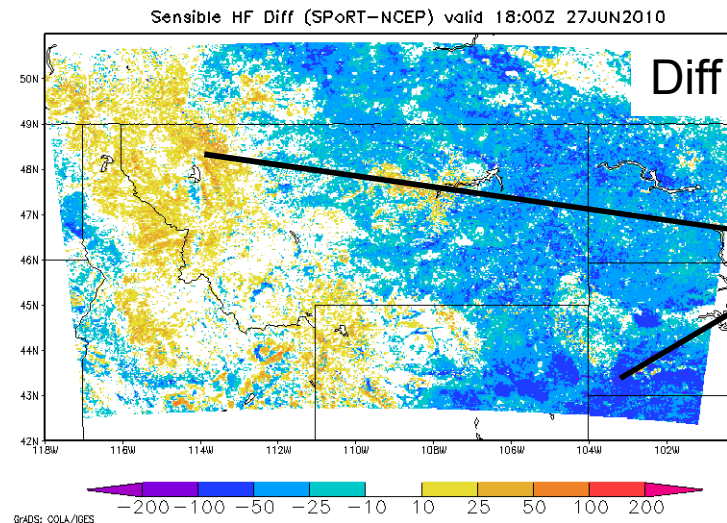 Sensible HF Diff (SPoRT-NCEP) valid 18:00Z 27JUN2010
Diff
50N
49N
48N
47N
46N
45N
44N
43N
42N
118W 116W 114W 112W 110W 108W 106W 104W 102W
-200 -100 -50 -25 -10 10 25 50 100 200
GrADS: COLA/IGES